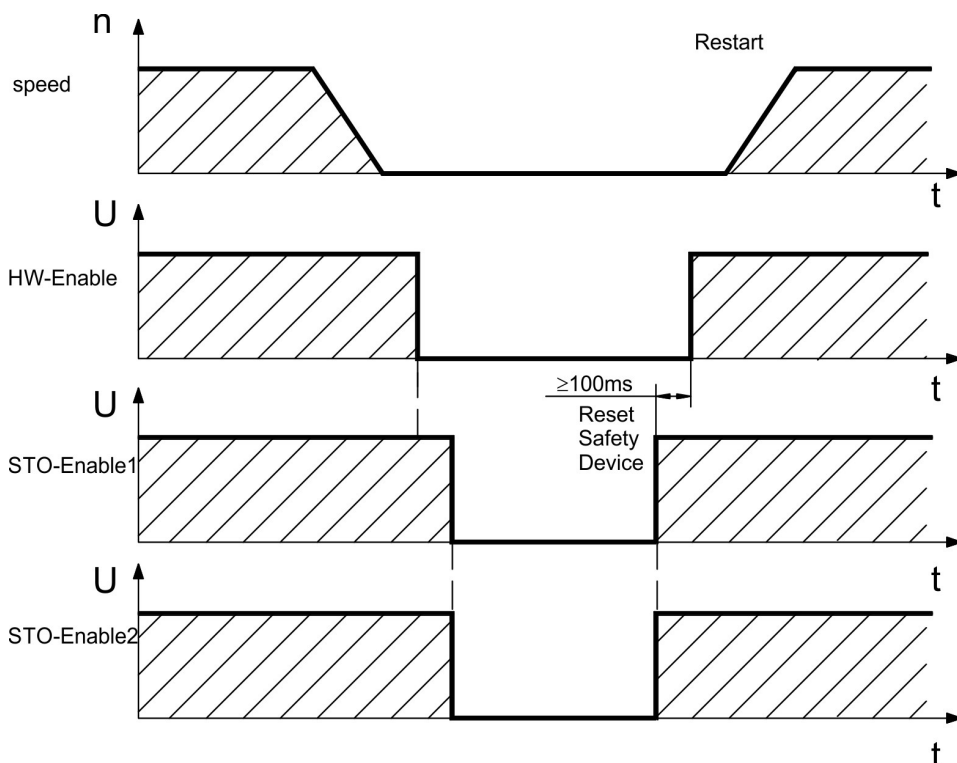 n
Restart
speed
t
U
HW-Enable
≥100ms
t
U
Reset
Safety
Device
STO-Enable1
U
t
STO-Enable2
t